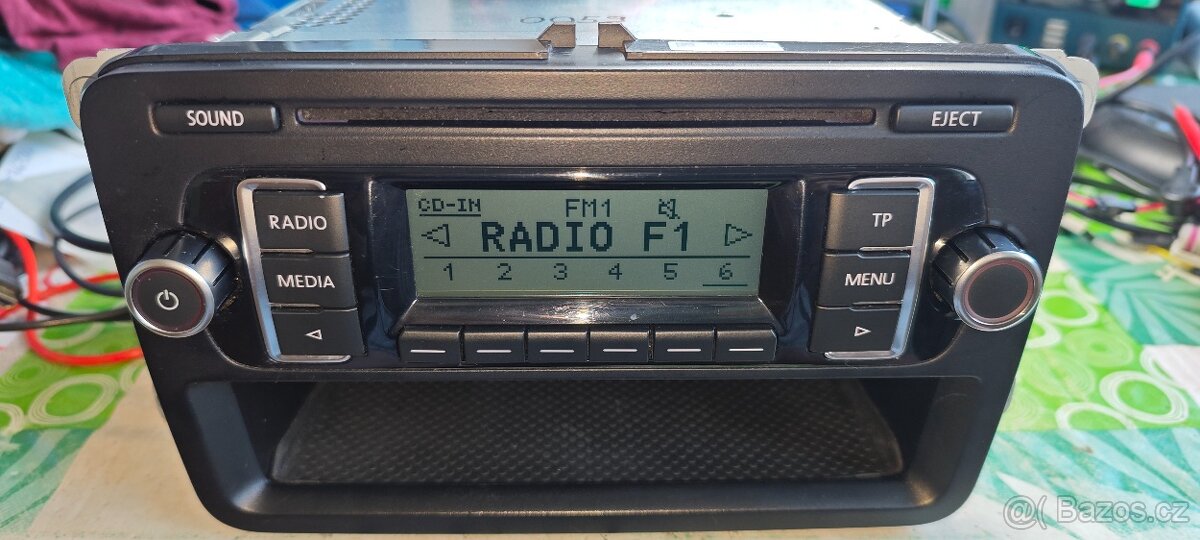 SOUND
EJECT
RADIO
MEDIA
CD-IN FM1
RADIO F1
1 2 3 4 5 6
TP
MENU
@( Bazos.cz